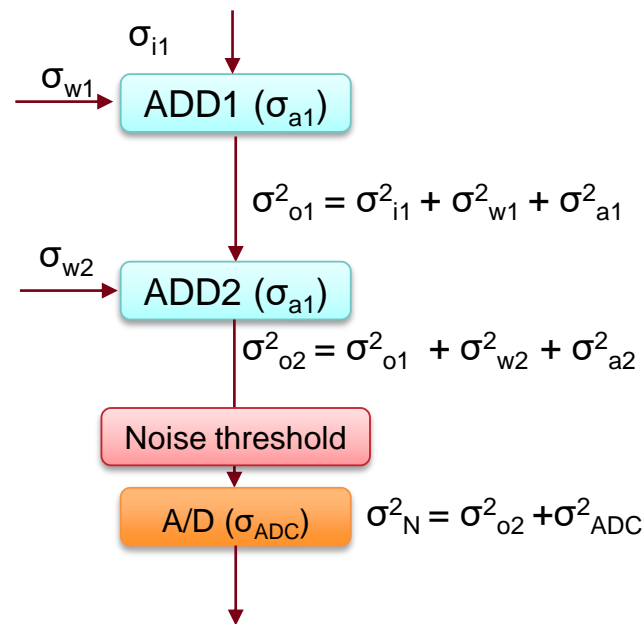 σi1
σw1
ADD1 (σa1)
σ²o1 = σ²i1 + σ²w1 + σ²a1
σw2
ADD2 (σa1)
σ²o2 = σ²o1 + σ²w2 + σ²a2
Noise threshold
A/D (σADC)
σ²N = σ²o2 +σ²ADC